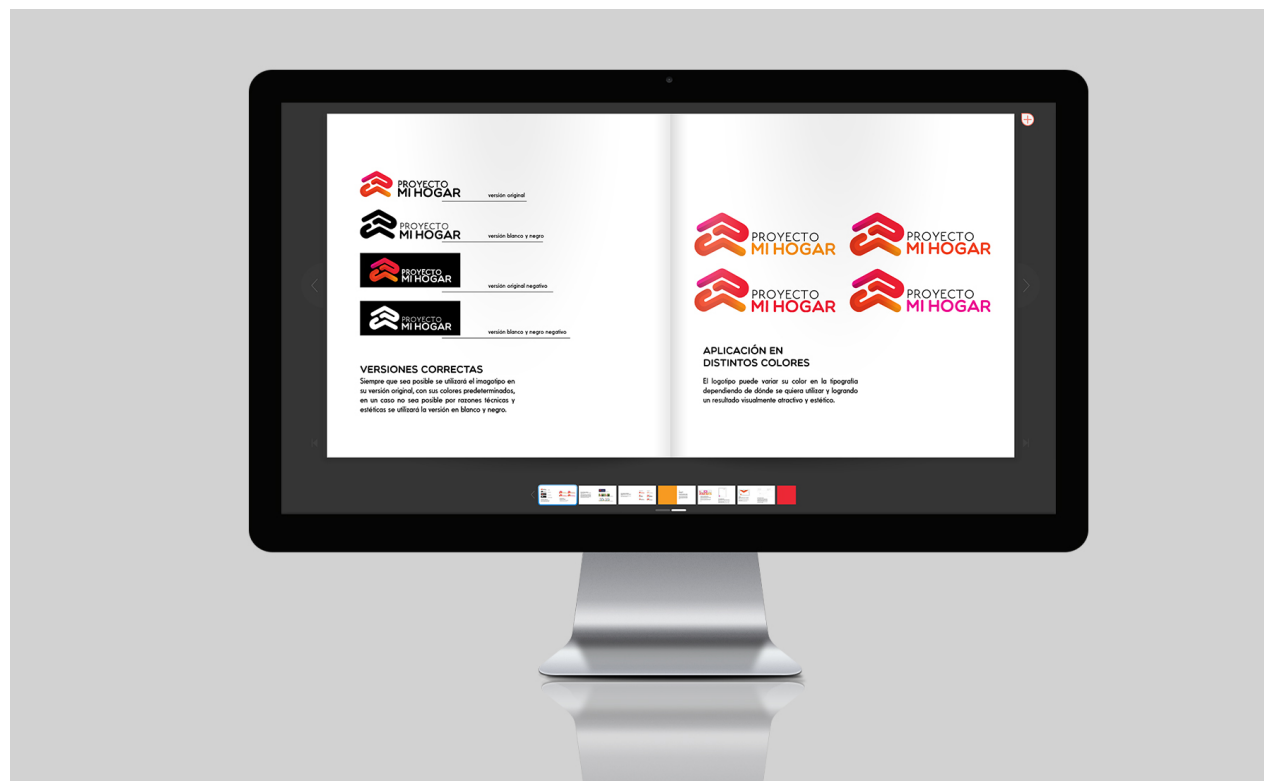 PROYECTO
MI HOGAR
versión original
PROYECTO
MI HOGAR
versión blanco y negro
PROYECTO
MI HOGAR
versión original negativo
PROYECTO
MI HOGAR
versión blanco y negro negativo
VERSIONES CORRECTAS
Siempre que sea posible se utilizará el imagotipo en
su versión original, con sus colores predeterminados,
en un caso no sea posible por razones técnicas y
estéticas se utilizará la versión en blanco y negro.
PROYECTO
MI HOGAR
PROYECTO
MI HOGAR
PROYECTO
MI HOGAR
PROYECTO
MI HOGAR
APLICACIÓN EN
DISTINTOS COLORES
El logotipo puede variar su color en la tipografía
dependiendo de dónde se quiera utilizar y logrando
un resultado visualmente atractivo y estético.